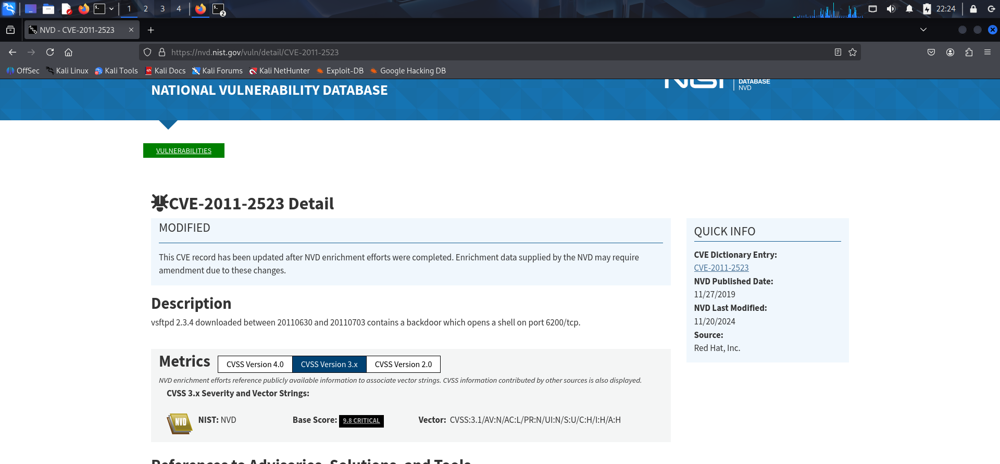 1 2 3 4 2 22:24
NVD - CVE-2011-2523
https://nvd.nist.gov/vuln/detail/CVE-2011-2523
OffSec Kali Linux Kali Tools Kali Docs Kali Forums Kali NetHunter Exploit-DB Google Hacking DB
NATIONAL VULNERABILITY DATABASE
DATABASE
NVD
VULNERABILITIES
CVE-2011-2523 Detail
MODIFIED
This CVE record has been updated after NVD enrichment efforts were completed. Enrichment data supplied by the NVD may require
amendment due to these changes.
Description
vsftpd 2.3.4 downloaded between 20110630 and 20110703 contains a backdoor which opens a shell on port 6200/tcp.
Metrics CVSS Version 4.0 CVSS Version 3.x CVSS Version 2.0
NVD enrichment efforts reference publicly available information to associate vector strings. CVSS information contributed by other sources is also displayed.
CVSS 3.x Severity and Vector Strings:
NVD NIST: NVD Base Score: 9.8 CRITICAL Vector: CVSS:3.1/AV:N/AC:L/PR:N/UI:N/S:U/C:H/I:H/A:H
References to Advisories, Solutions, and Tools
QUICK INFO
CVE Dictionary Entry:
CVE-2011-2523
NVD Published Date:
11/27/2019
NVD Last Modified:
11/20/2024
Source:
Red Hat, Inc.